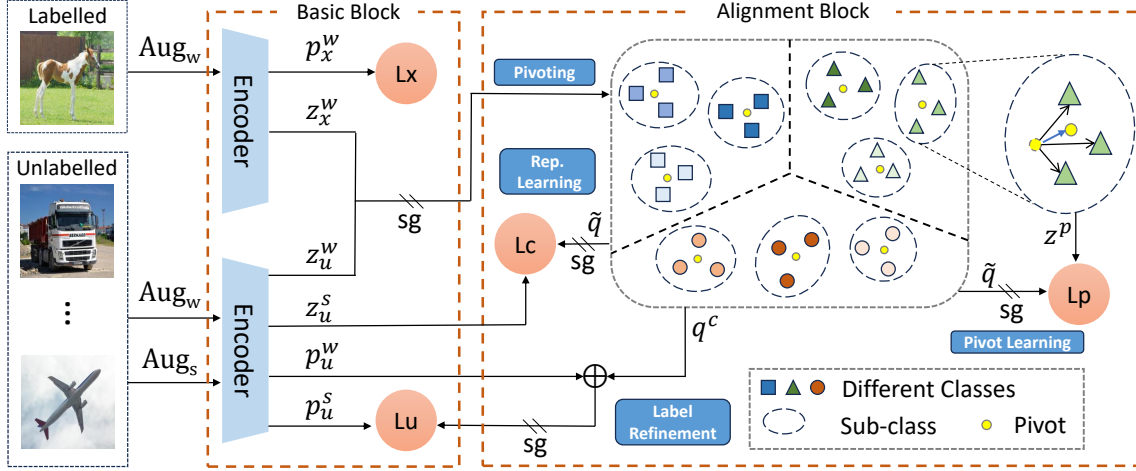 Labelled
Basic Block
Alignment Block
Aug_w
Encoder
p_x^w
Lx
z_x^w
Pivoting
Unlabelled
Rep.
Learning
sg
q̃
Lc
sg
z^p
z_u^w
Aug_w
Encoder
z_u^s
q̃
sg
Lp
q^c
Pivot Learning
Aug_s
p_u^w
p_u^s
Lu
sg
Label
Refinement
Different Classes
Sub-class
Pivot